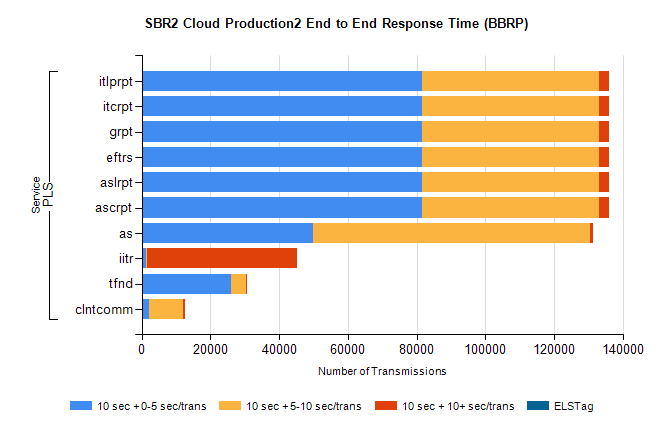 SBR2 Cloud Production2 End to End Response Time (BBRP)
itlprpt
itcrpt
grpt
eftrs
aslrpt
ascrpt
as
iitr
tfnd
clntcomm
Service
PLS
0 20000 40000 60000 80000 100000 120000 140000
Number of Transmissions
10 sec +0-5 sec/trans 10 sec +5-10 sec/trans 10 sec + 10+ sec/trans ELSTag